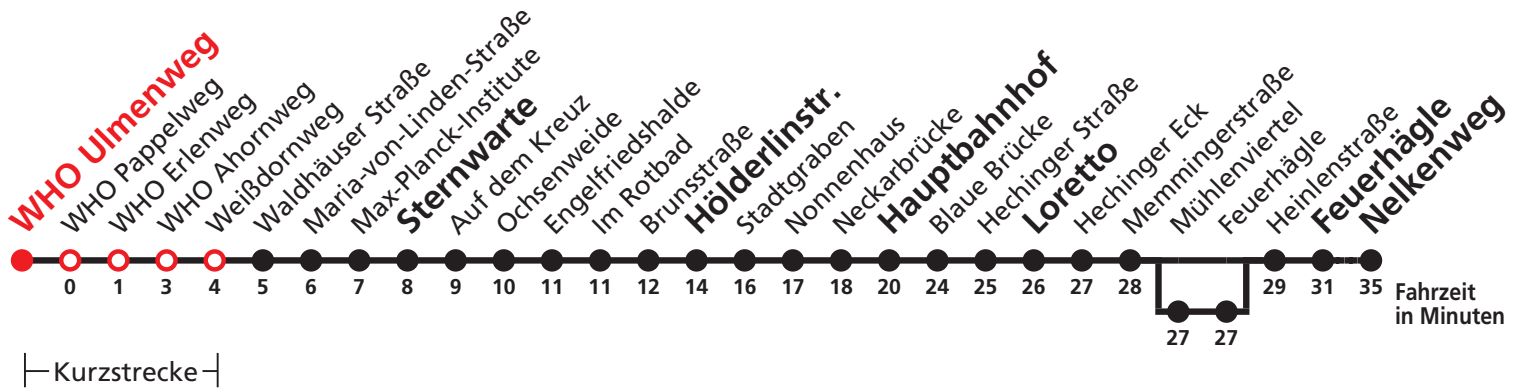 WHO Ulmenweg
WHO Pappelweg
WHO Erlenweg
WHO Ahornweg
Weißdornweg
Waldhäuser Straße
Maria-von-Linden-Straße
Max-Planck-Institute
Sternwarte
Auf dem Kreuz
Ochsenweide
Engelfriedshalde
Im Rotbad
Brunsstraße
Hölderlinstr.
Stadtgraben
Nonnenhaus
Neckarbrücke
Hauptbahnhof
Blaue Brücke
Hechinger Straße
Loretto
Hechinger Eck
Memmingerstraße
Mühlenviertel
Feuerhägle
Heinlenstraße
Feuerhägle
Nelkenweg
0 1 3 4 5 6 7 8 9 10 11 11 12 14 16 17 18 20 24 25 26 27 28 29 31 35
Fahrzeit
in Minuten
27 27
Kurzstrecke